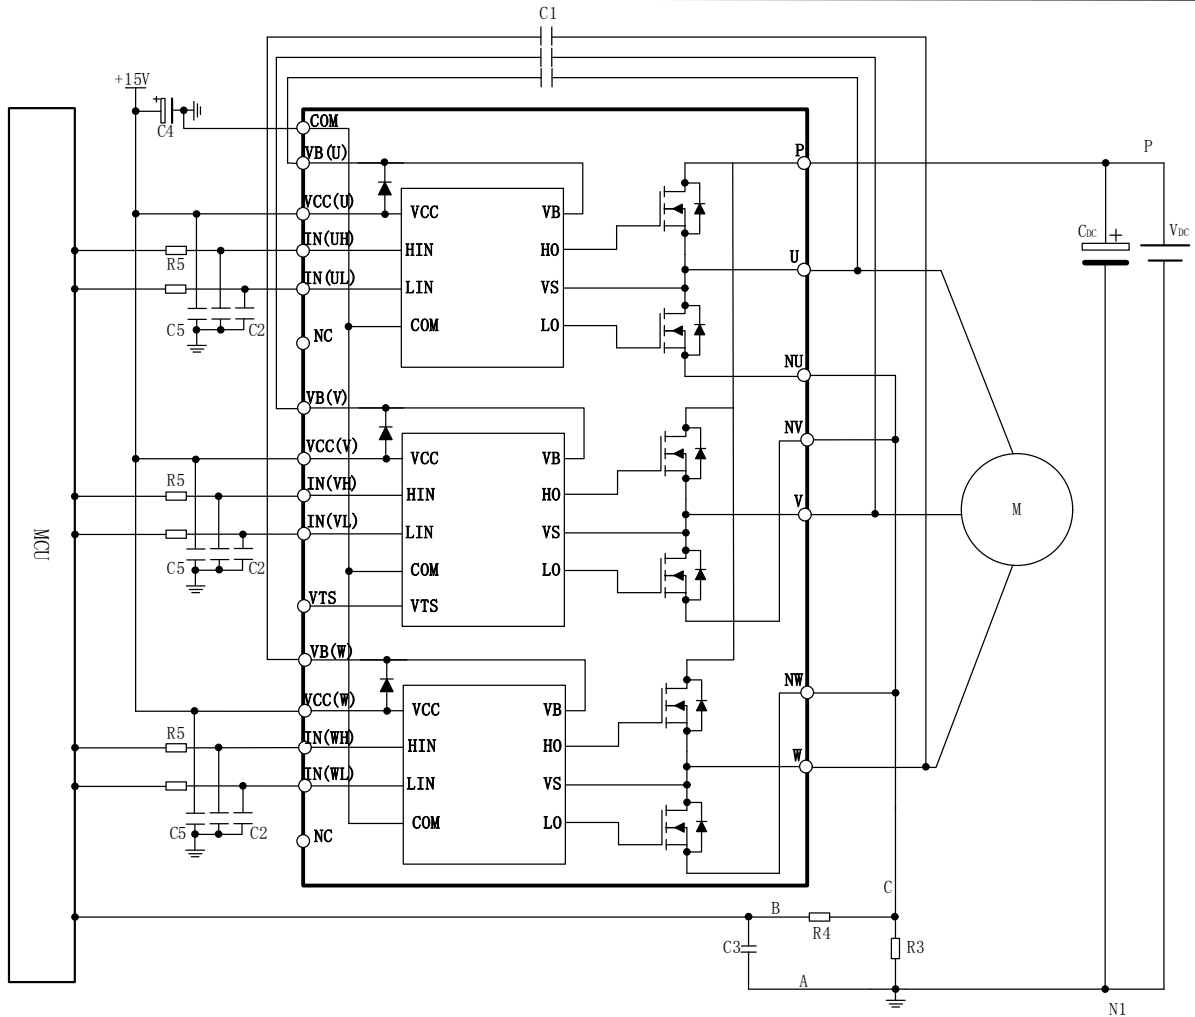 C1
+15V
+
C4
COM
P
P
VB(U)
VCC(U)
VCC
VB
CDC
+
VDC
IN(UH)
HIN
HO
U
R5
IN(UL)
LIN
VS
C5
C2
NC
COM
LO
NU
VB(V)
NV
VCC(V)
VCC
VB
R5
IN(VH)
HIN
HO
V
M
IN(VL)
LIN
VS
MCU
C5
C2
COM
LO
VTS
VTS
VB(W)
NW
VCC(W)
VCC
VB
R5
IN(WH)
HIN
HO
W
IN(WL)
LIN
VS
C5
C2
NC
COM
LO
C
B
R4
C3
R3
A
N1